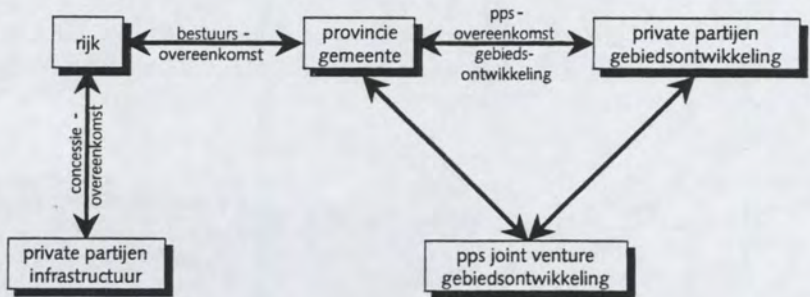 rijk
bestuurs -
overeenkomst
provincie
gemeente
pps -
overeenkomst
gebieds-
ontwikkeling
private partijen
gebiedsontwikkeling
concessie -
overeenkomst
private partijen
infrastructuur
pps joint venture
gebiedsontwikkeling